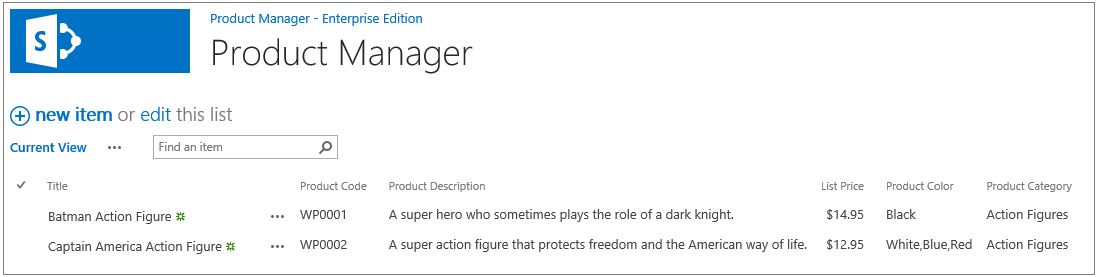 S
Product Manager - Enterprise Edition
Product Manager
new item or edit this list
Current View ••• Find an item
Title Product Code Product Description List Price Product Color Product Category
Batman Action Figure ••• WP0001 A super hero who sometimes plays the role of a dark knight. $14.95 Black Action Figures
Captain America Action Figure ••• WP0002 A super action figure that protects freedom and the American way of life. $12.95 White,Blue,Red Action Figures